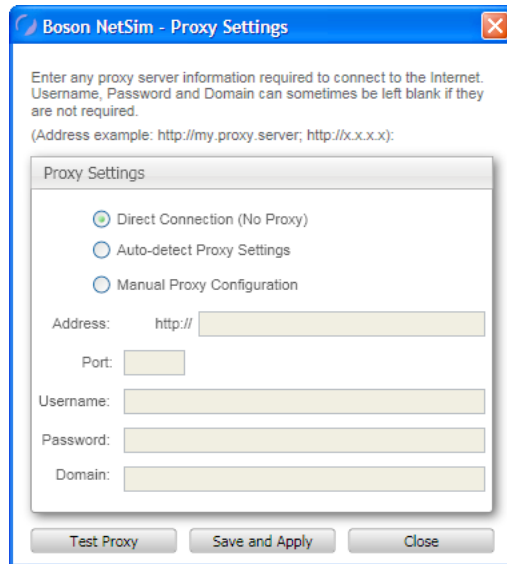 Boson NetSim - Proxy Settings
Enter any proxy server information required to connect to the Internet.
Username, Password and Domain can sometimes be left blank if they
are not required.
(Address example: http://my.proxy.server; http://x.x.x.x):
Proxy Settings
Direct Connection (No Proxy)
Auto-detect Proxy Settings
Manual Proxy Configuration
Address: http://
Port:
Username:
Password:
Domain:
Test Proxy Save and Apply Close